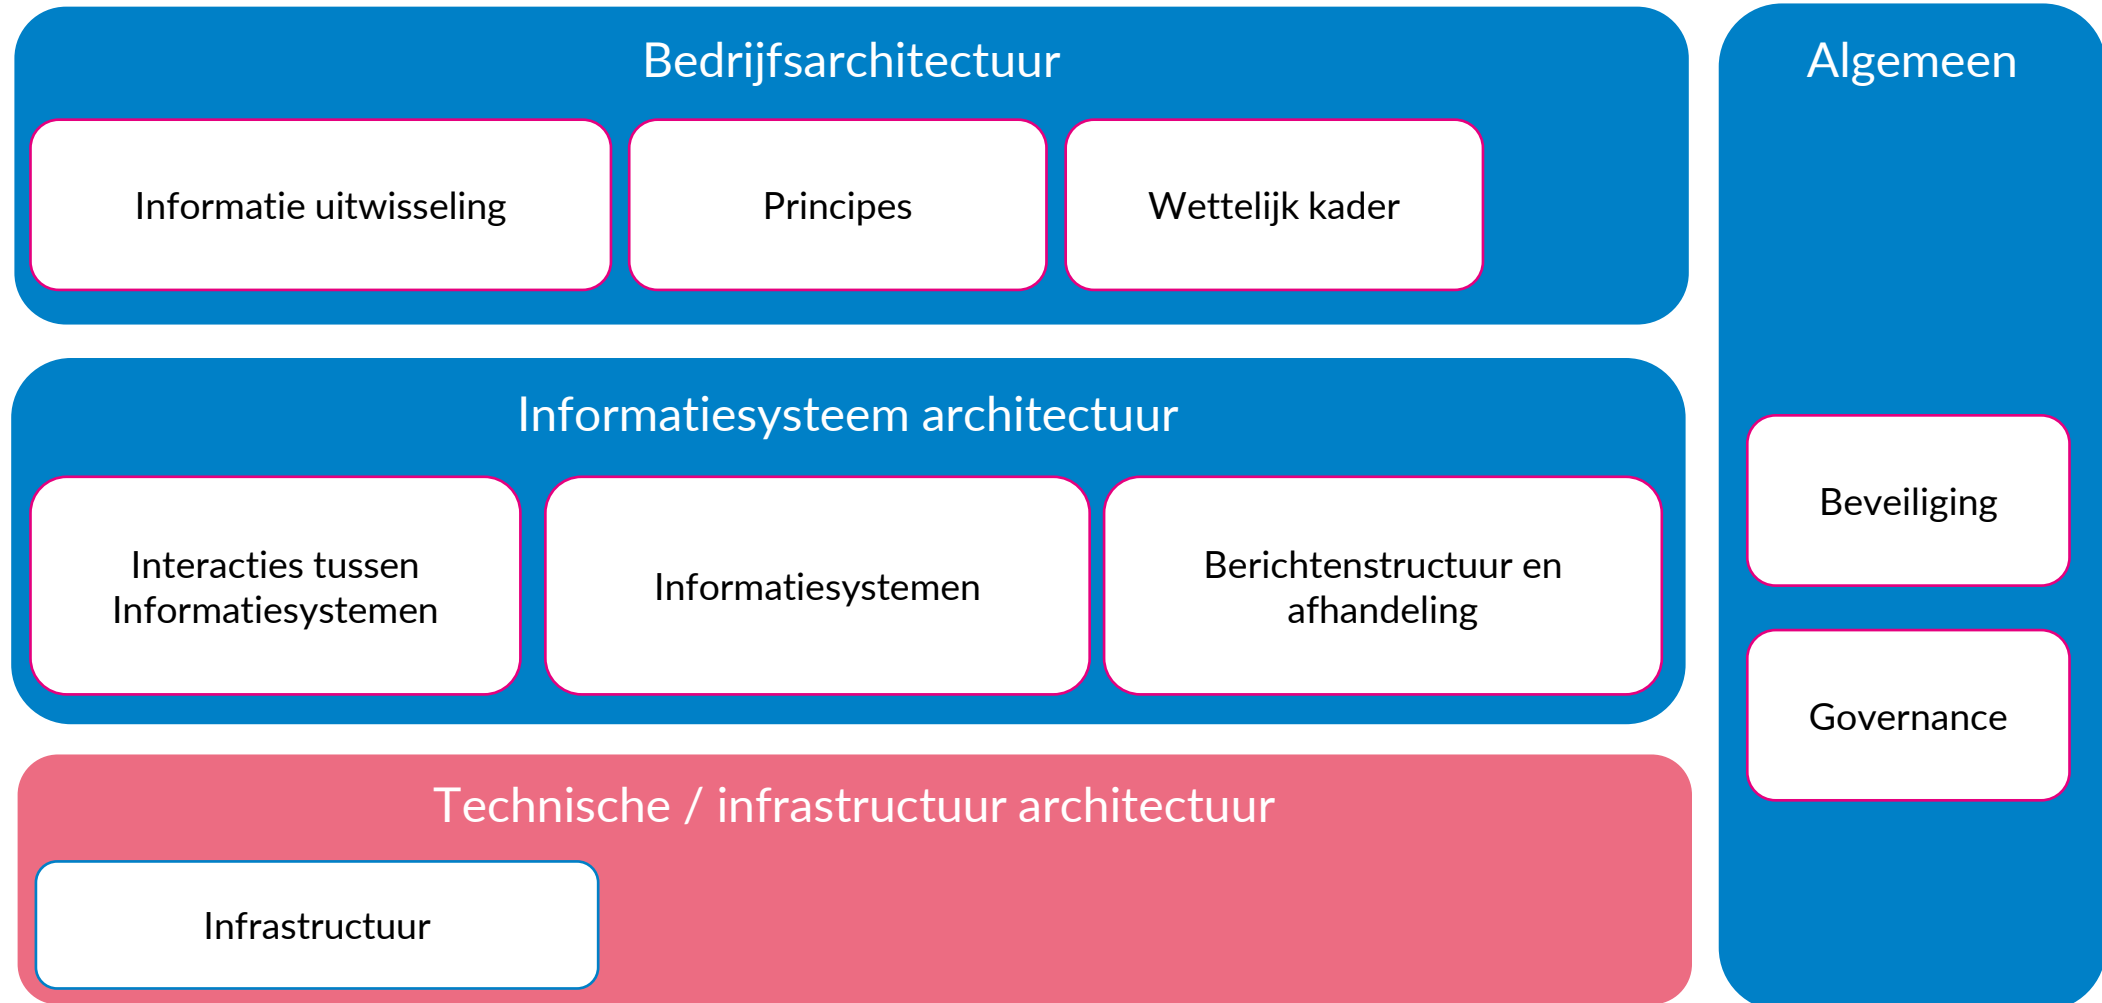 Bedrijfsarchitectuur
Informatie uitwisseling
Principes
Wettelijk kader
Informatiesysteem architectuur
Interacties tussen
Informatiesystemen
Informatiesystemen
Berichtenstructuur en
afhandeling
Technische / infrastructuur architectuur
Infrastructuur
Algemeen
Beveiliging
Governance